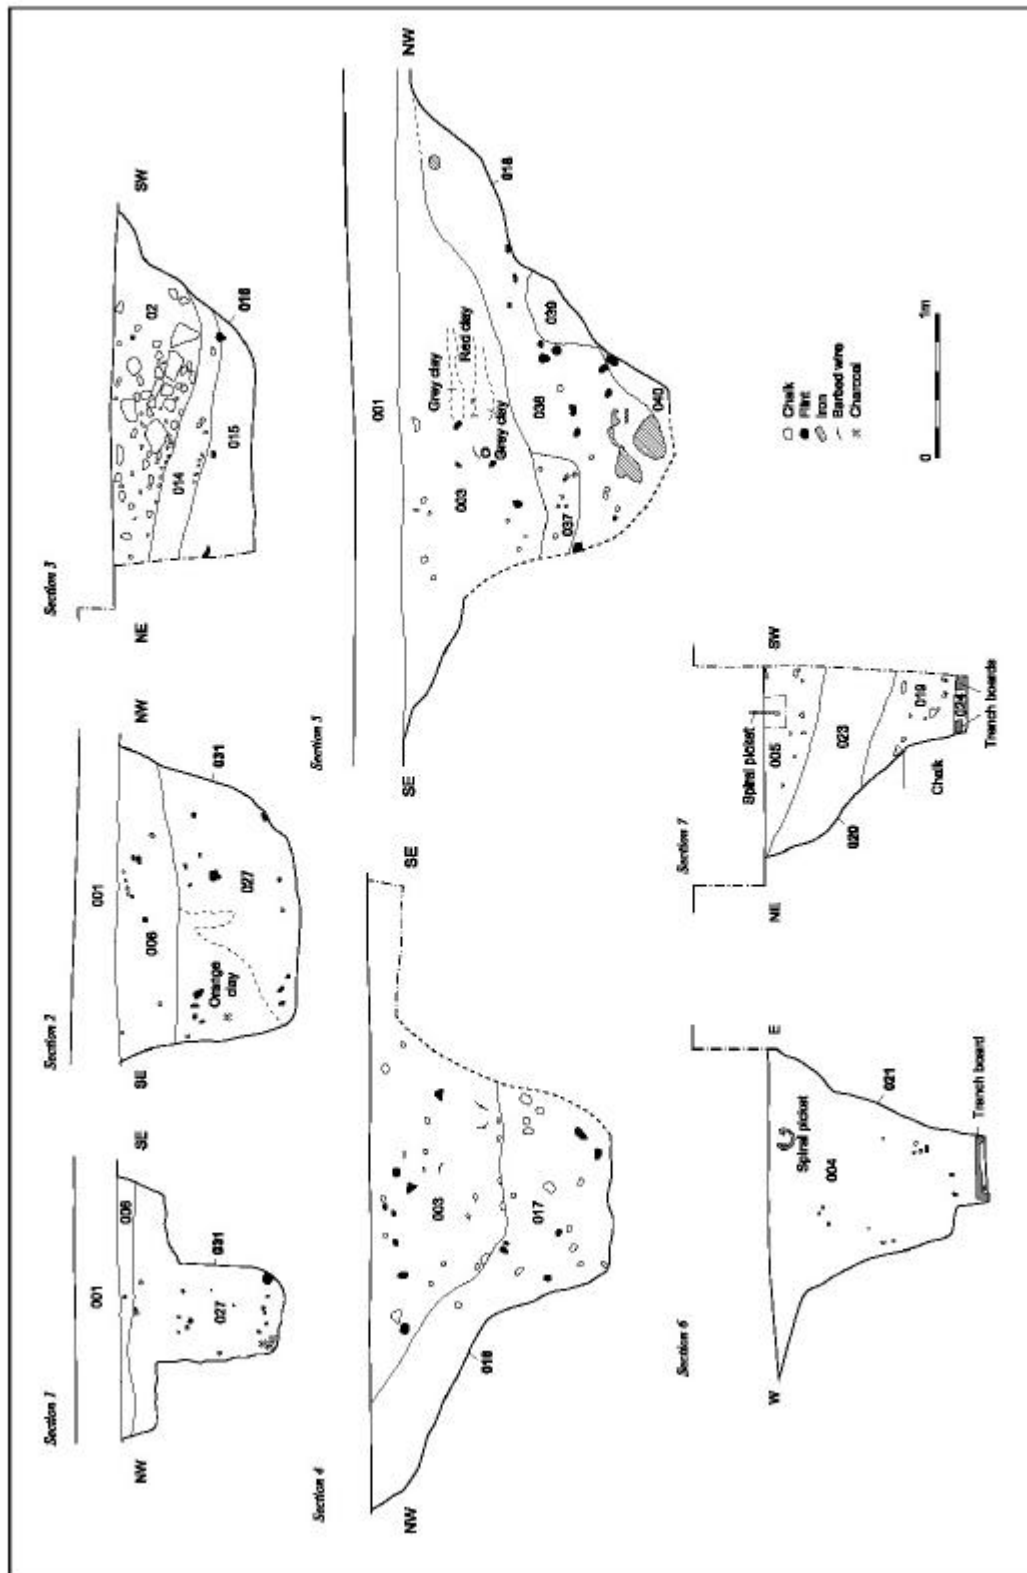 Section 1
001
NW
SE
006
027
031
Section 2
001
SE
NW
006
Orange
clay
027
031
Section 3
NE
SW
02
014
015
016
Section 4
NW
SE
003
017
018
Section 5
SE
NW
001
003
Grey clay
Red clay
Grey clay
018
037
038
039
040
Section 6
W
E
Spiral picket
004
021
Trench board
Section 7
NE
SW
Spiral picket
005
023
020
019
024
Chalk
Trench boards
Chalk
Flint
Iron
Barbed wire
Charcoal
0
1m